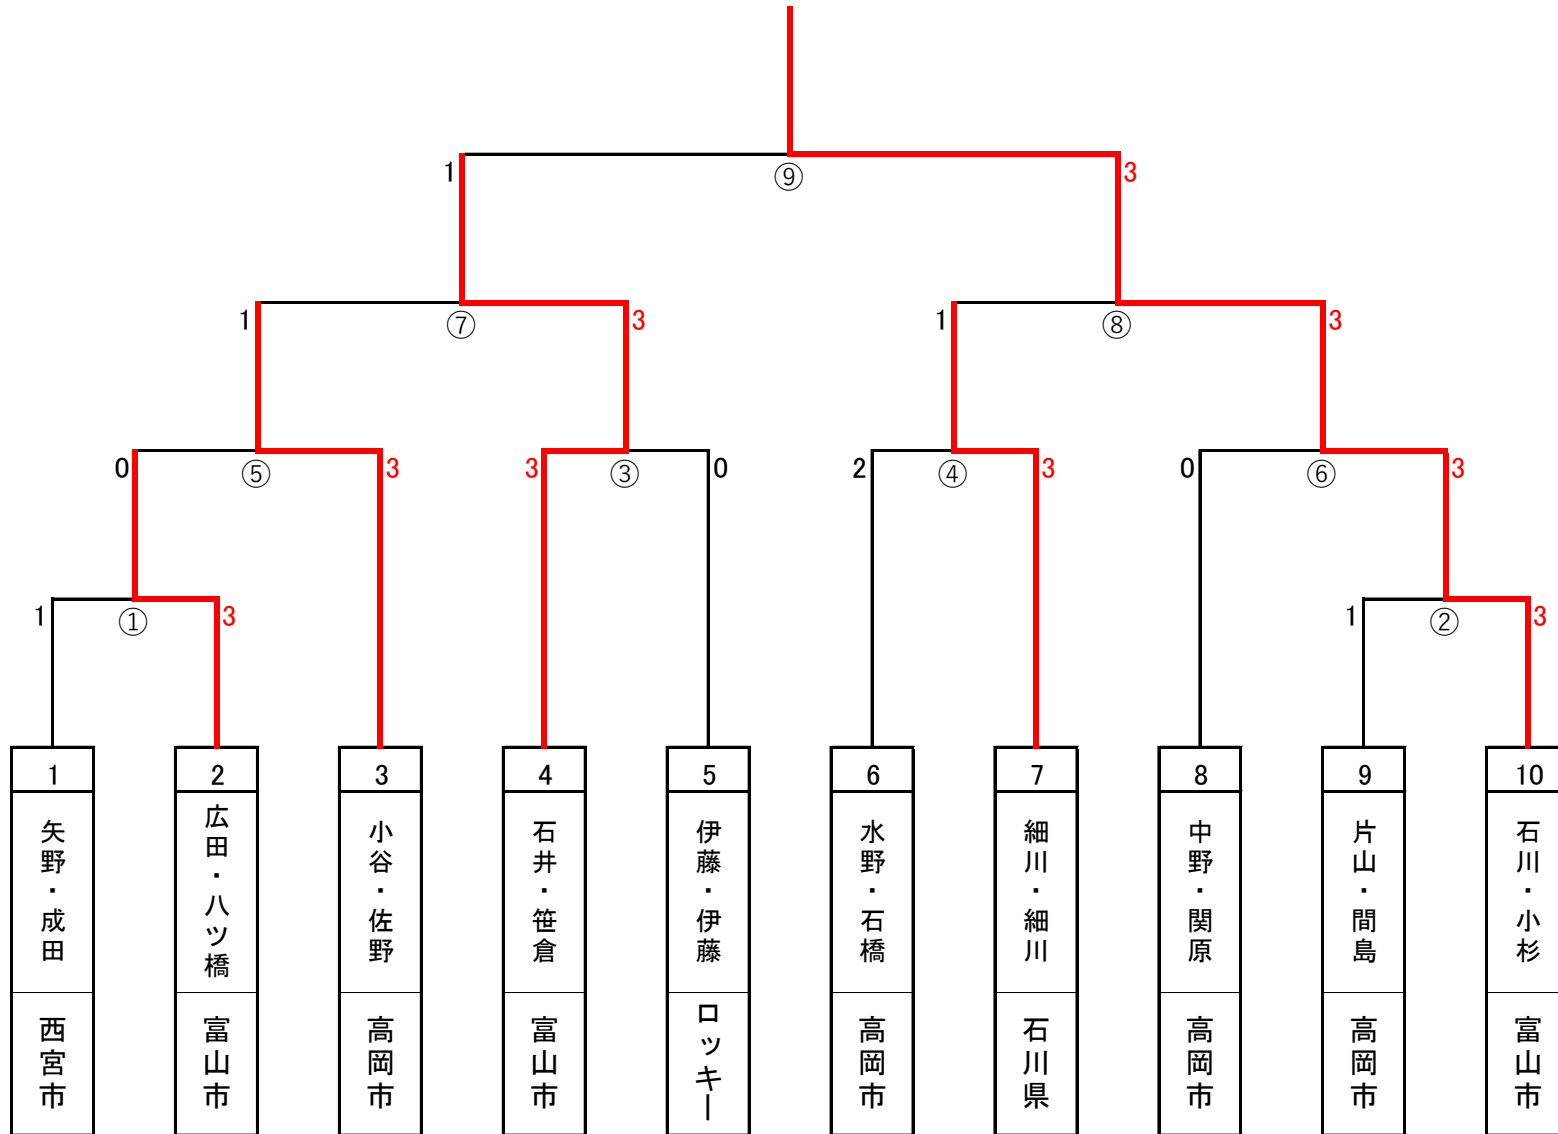 1
⑨
3
1
⑦
3
1
⑧
3
0
⑤
3
3
③
0
2
④
3
0
⑥
3
1
①
3
1
②
3
1
2
3
4
5
6
7
8
9
10
矢野・成田
広田・八ツ橋
小谷・佐野
石井・笹倉
伊藤・伊藤
水野・石橋
細川・細川
中野・関原
片山・間島
石川・小杉
西宮市
富山市
高岡市
富山市
ロッキー
高岡市
石川県
高岡市
高岡市
富山市